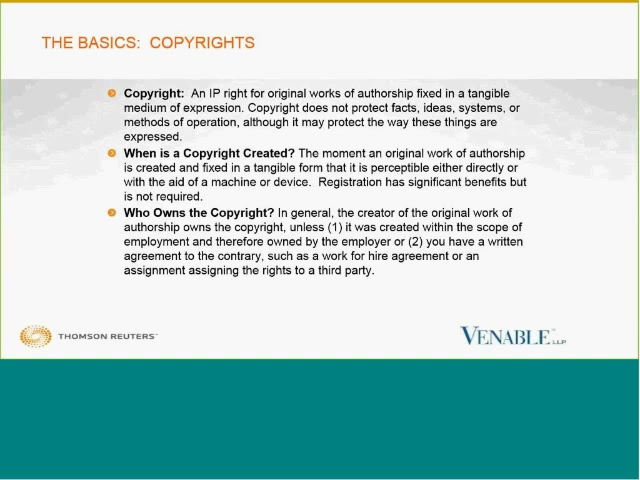 THE BASICS: COPYRIGHTS
Copyright: An IP right for original works of authorship fixed in a tangible
medium of expression. Copyright does not protect facts, ideas, systems, or
methods of operation, although it may protect the way these things are
expressed.
When is a Copyright Created? The moment an original work of authorship
is created and fixed in a tangible form that it is perceptible either directly or
with the aid of a machine or device. Registration has significant benefits but
is not required.
Who Owns the Copyright? In general, the creator of the original work of
authorship owns the copyright, unless (1) it was created within the scope of
employment and therefore owned by the employer or (2) you have a written
agreement to the contrary, such as a work for hire agreement or an
assignment assigning the rights to a third party.
THOMSON REUTERS
VENABLE LLP